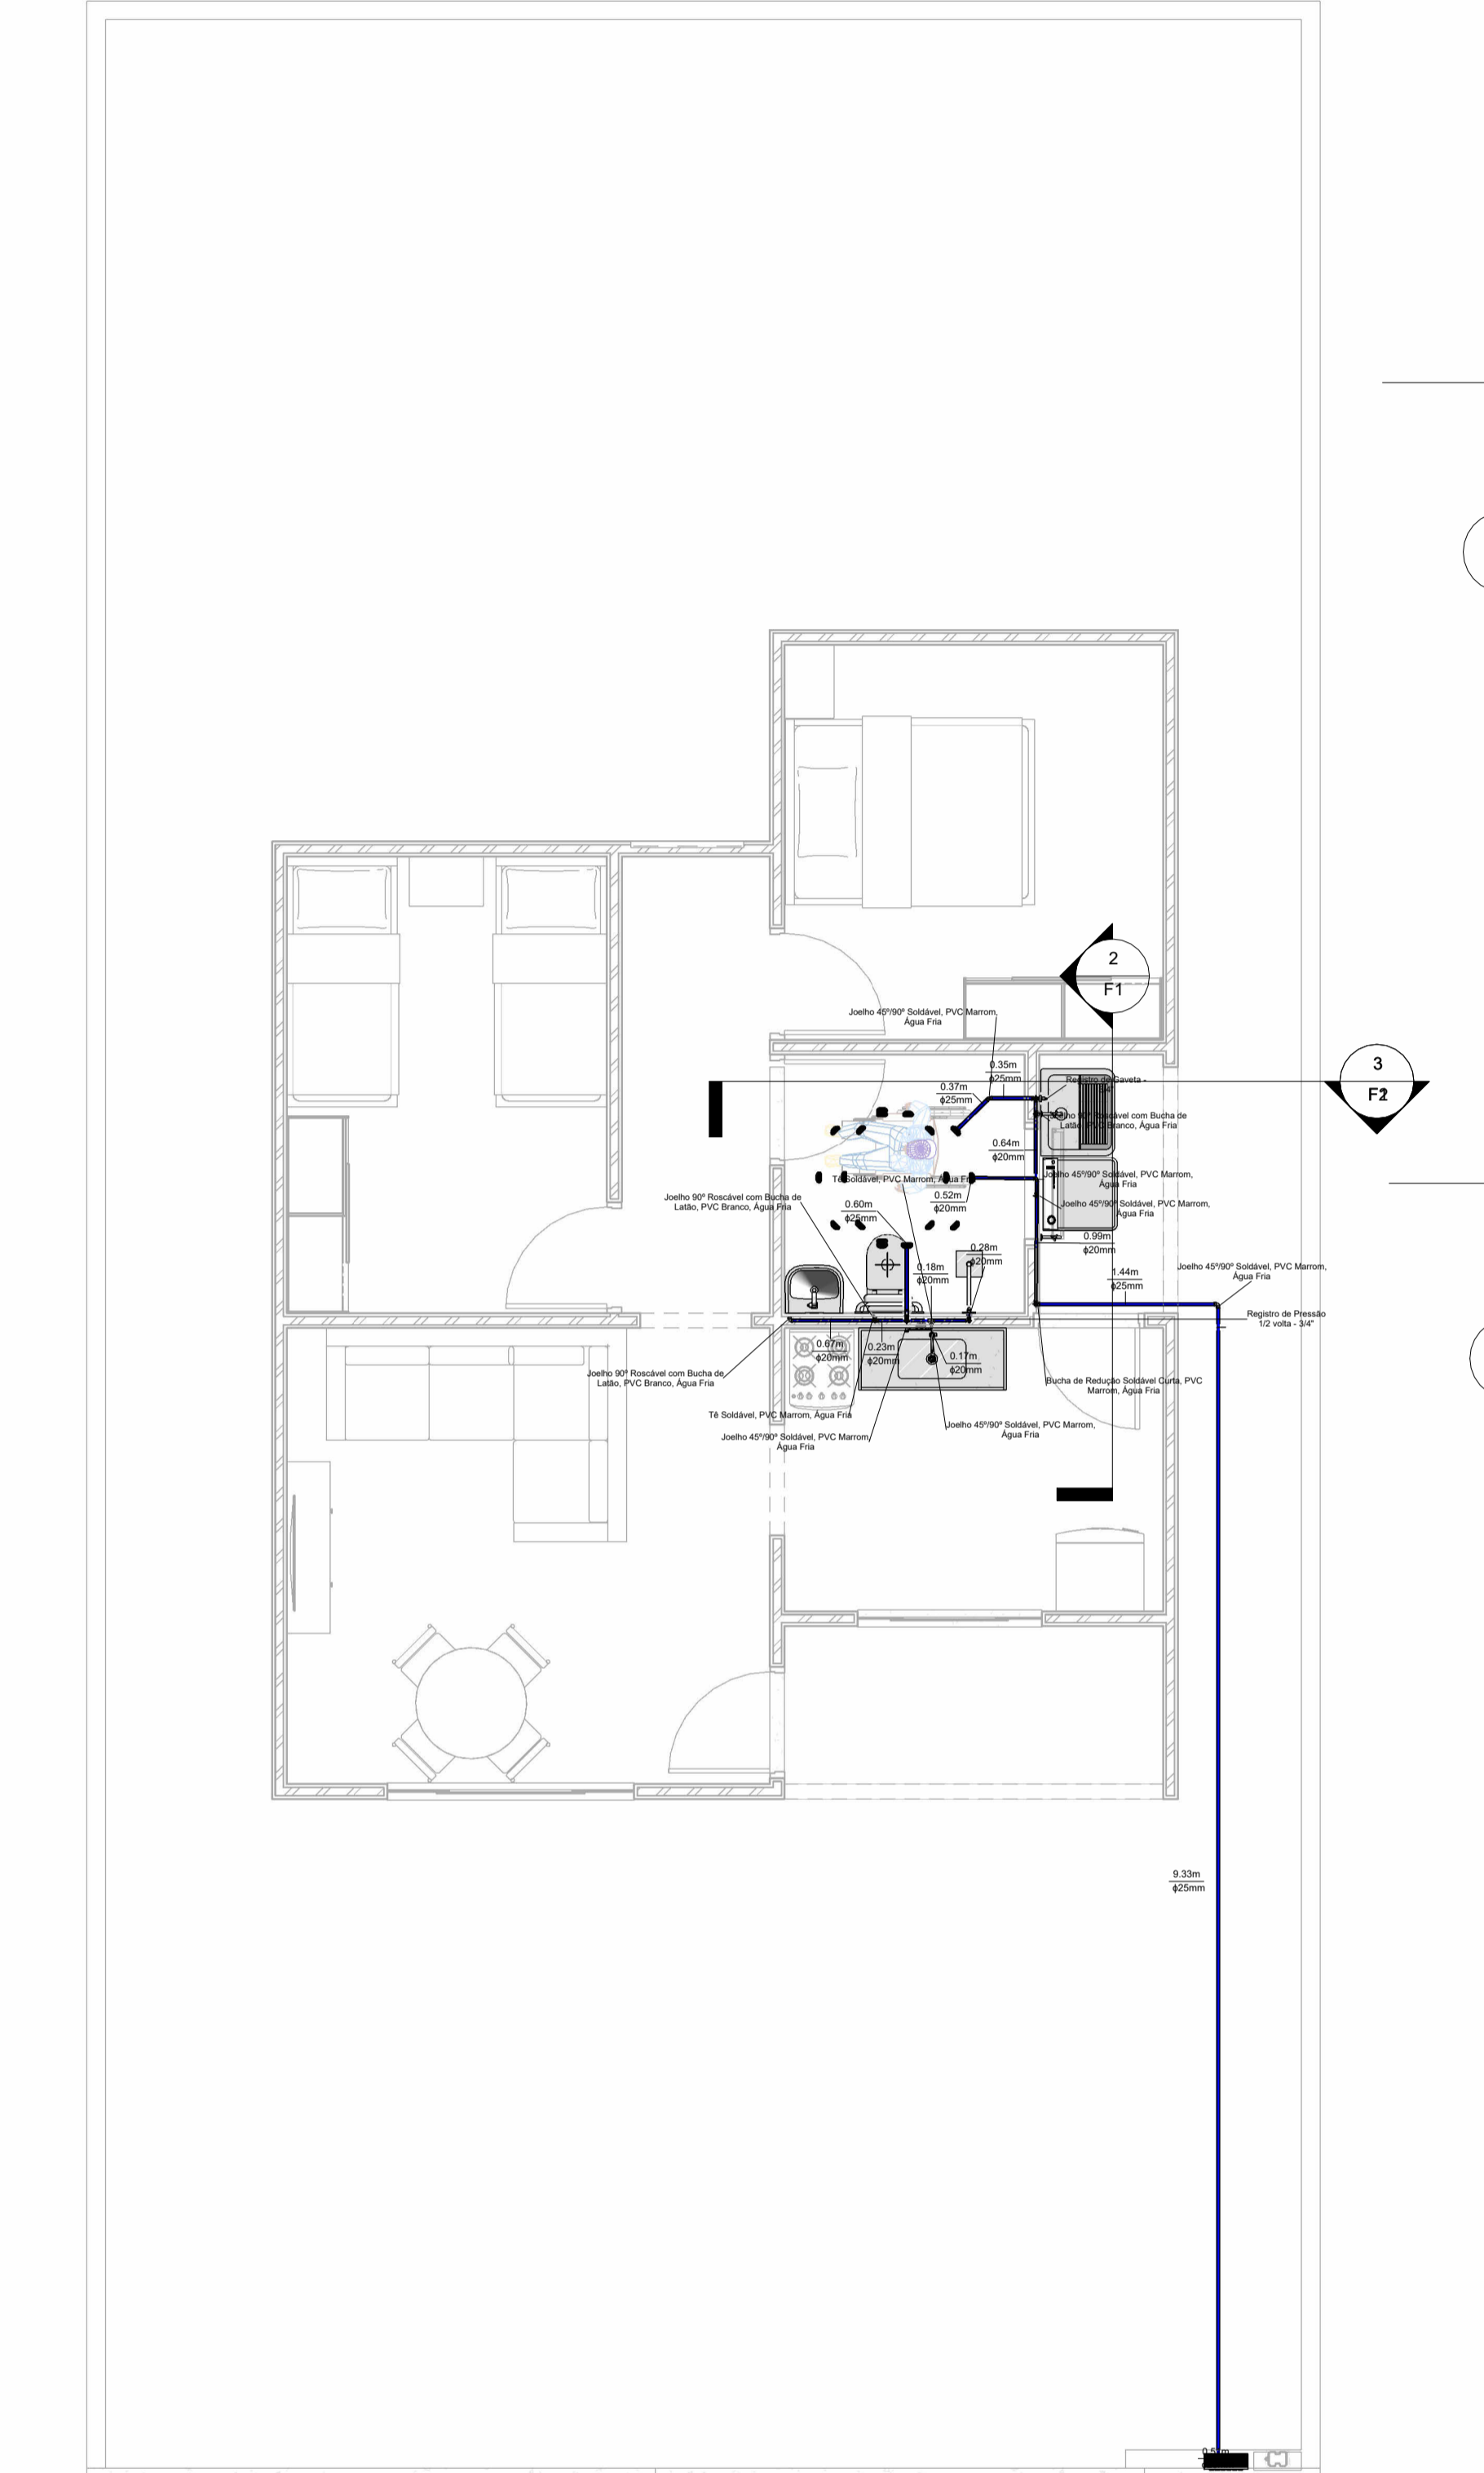 2
F1
Joelho 45º/90º Soldável, PVC Marrom,
Água Fria
3
0.35m
ϕ25mm
Registro de Gaveta -
0.37m
ϕ25mm
Joelho 90º Roscável com Bucha de
Latão, PVC Branco, Água Fria
0.64m
ϕ20mm
Tê Soldável, PVC Marrom, Água Fria
Joelho 45º/90º Soldável, PVC Marrom,
Água Fria
Joelho 90º Roscável com Bucha de
Latão, PVC Branco, Água Fria
0.52m
ϕ20mm
0.60m
ϕ25mm
Joelho 45º/90º Soldável, PVC Marrom,
Água Fria
0.99m
ϕ20mm
0.28m
ϕ20mm
0.18m
ϕ20mm
1.44m
ϕ25mm
Joelho 45º/90º Soldável, PVC Marrom,
Água Fria
Registro de Pressão
1/2 volta - 3/4"
0.67m
ϕ20mm
0.23m
ϕ20mm
0.17m
ϕ20mm
Joelho 90º Roscável com Bucha de
Latão, PVC Branco, Água Fria
Bucha de Redução Soldável Curta, PVC
Marrom, Água Fria
Tê Soldável, PVC Marrom, Água Fria
Joelho 45º/90º Soldável, PVC Marrom,
Água Fria
Joelho 45º/90º Soldável, PVC Marrom,
Água Fria
9.33m
ϕ25mm